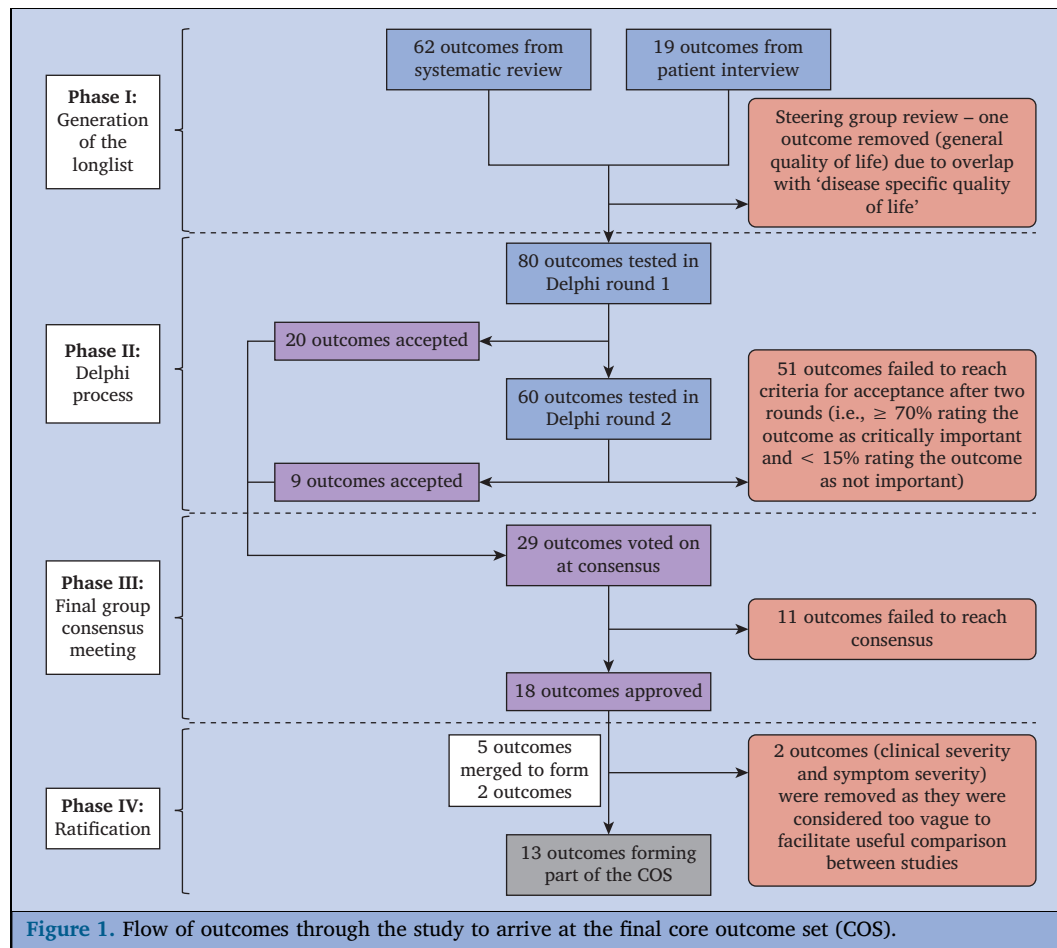 62 outcomes from
systematic review
19 outcomes from
patient interview
Phase I:
Generation
of the
longlist
Steering group review – one
outcome removed (general
quality of life) due to overlap
with ‘disease specific quality
of life’
80 outcomes tested in
Delphi round 1
Phase II:
Delphi
process
20 outcomes accepted
60 outcomes tested in
Delphi round 2
51 outcomes failed to reach
criteria for acceptance after two
rounds (i.e., ≥ 70% rating the
outcome as critically important
and < 15% rating the outcome
as not important)
9 outcomes accepted
29 outcomes voted on
at consensus
Phase III:
Final group
consensus
meeting
11 outcomes failed to reach
consensus
18 outcomes approved
5 outcomes
merged to form
2 outcomes
Phase IV:
Ratification
2 outcomes (clinical severity
and symptom severity)
were removed as they were
considered too vague to
facilitate useful comparison
between studies
13 outcomes forming
part of the COS
Figure 1. Flow of outcomes through the study to arrive at the final core outcome set (COS).